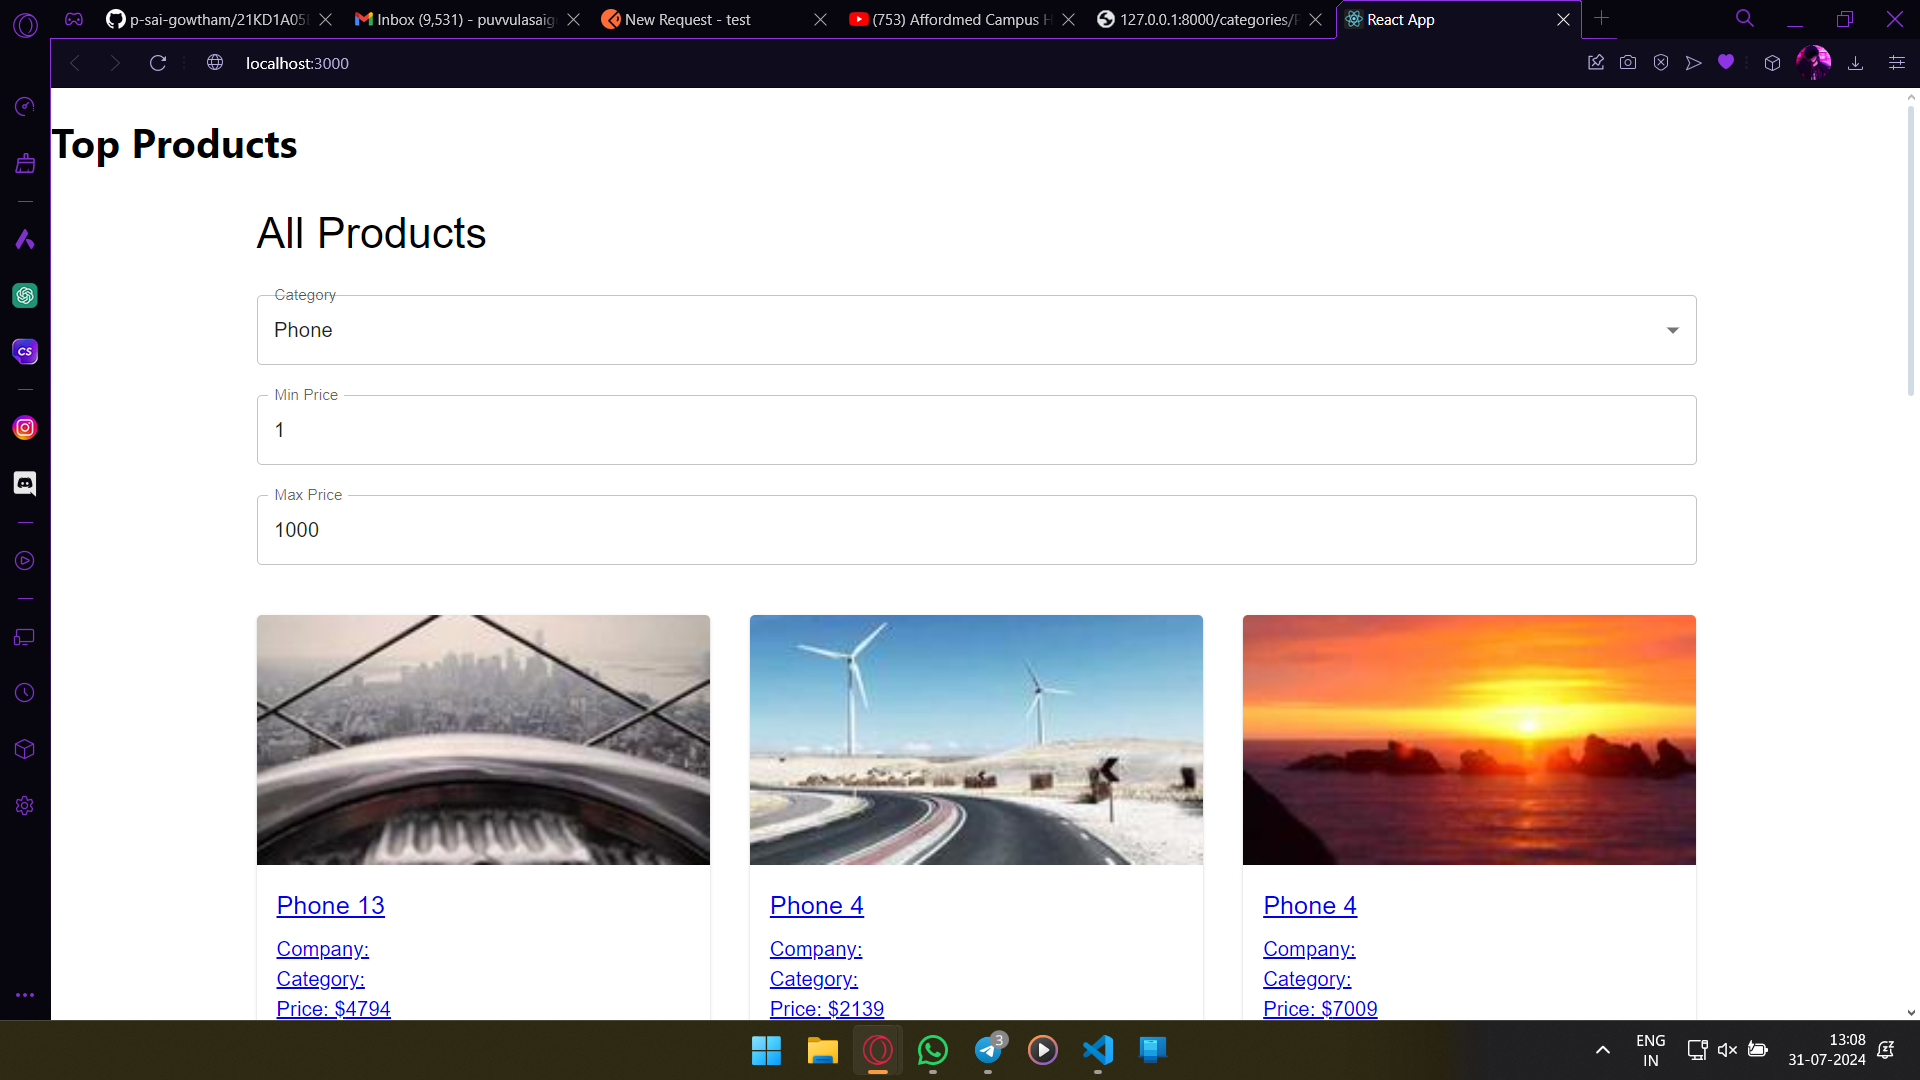 p-sai-gowtham/21KD1A05
Inbox (9,531) - puvvulasaig
New Request - test
(753) Affordmed Campus H
127.0.0.1:8000/categories/P
React App
localhost:3000
Top Products
All Products
Category
Phone
Min Price
1
Max Price
1000
Phone 13
Company:
Category:
Price: $4794
Phone 4
Company:
Category:
Price: $2139
Phone 4
Company:
Category:
Price: $7009
CS
3
ENG
IN
13:08
31-07-2024